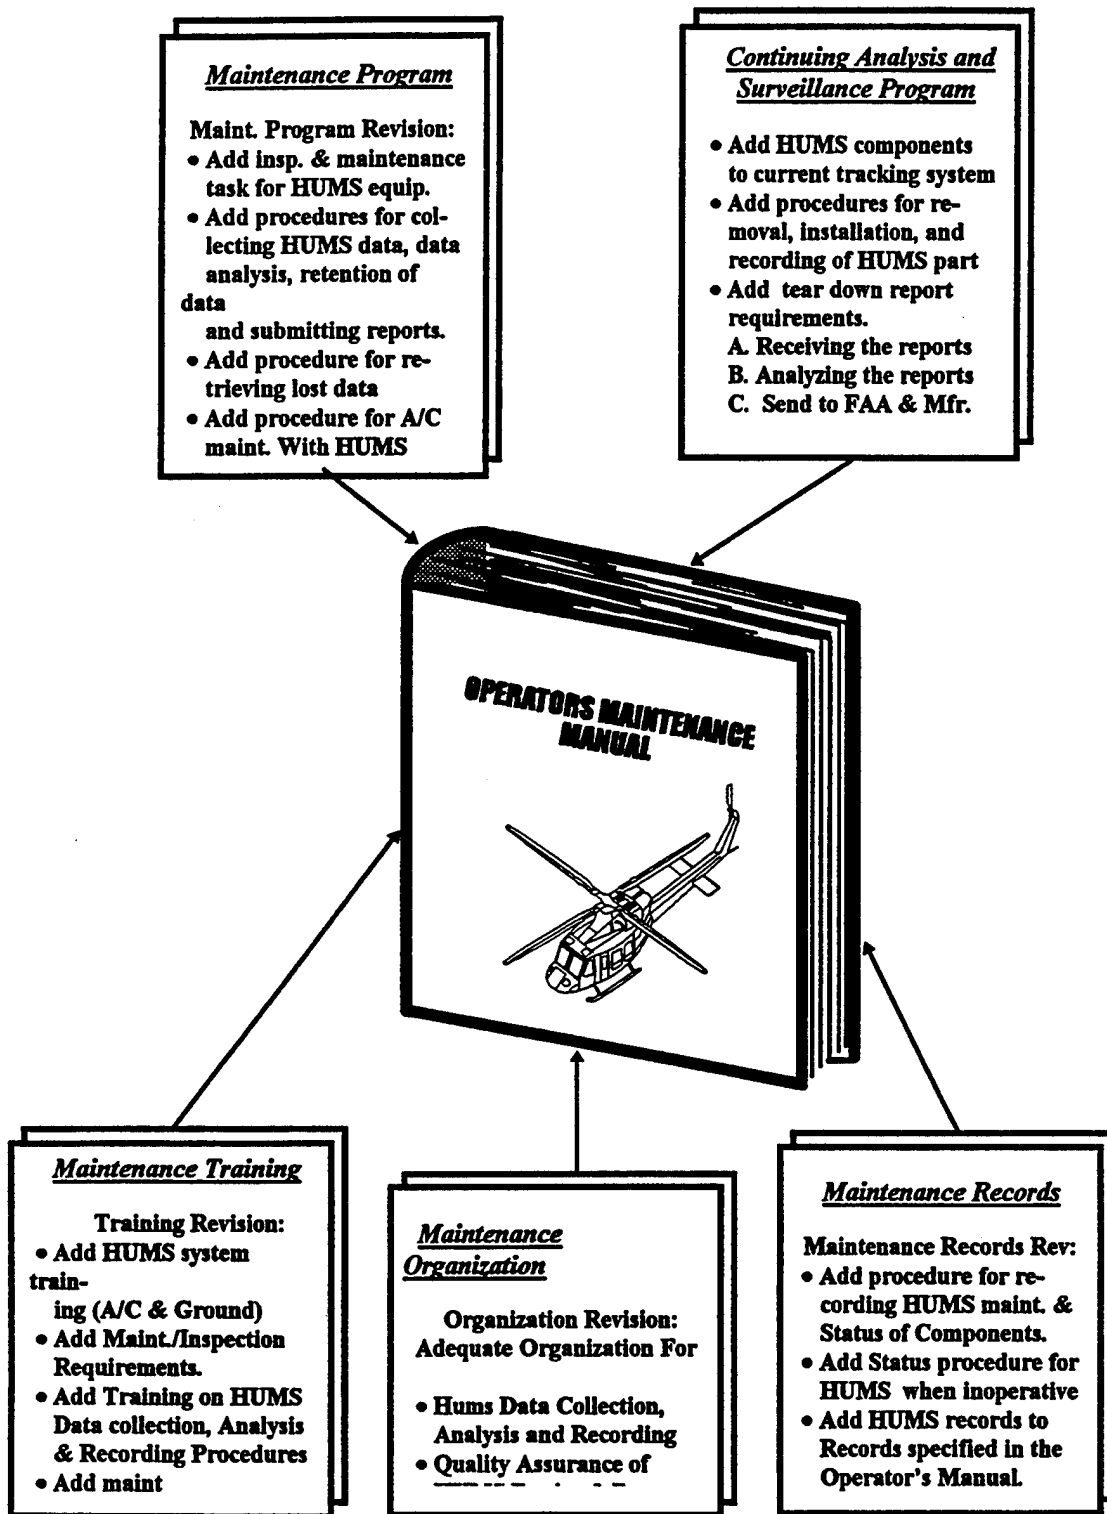 Maintenance Program
Maint. Program Revision:
• Add insp. & maintenance
task for HUMS equip.
• Add procedures for col-
lecting HUMS data, data
analysis, retention of
data
and submitting reports.
• Add procedure for re-
trieving lost data
• Add procedure for A/C
maint. With HUMS
Continuing Analysis and
Surveillance Program
• Add HUMS components
to current tracking system
• Add procedures for re-
moval, installation, and
recording of HUMS part
• Add tear down report
requirements.
A. Receiving the reports
B. Analyzing the reports
C. Send to FAA & Mfr.
OPERATORS MAINTENANCE
MANUAL
Maintenance Training
Training Revision:
• Add HUMS system
train-
ing (A/C & Ground)
• Add Maint./Inspection
Requirements.
• Add Training on HUMS
Data collection, Analysis
& Recording Procedures
• Add maint
Maintenance
Organization
Organization Revision:
Adequate Organization For
• Hums Data Collection,
Analysis and Recording
• Quality Assurance of
Maintenance Records
Maintenance Records Rev:
• Add procedure for re-
cording HUMS maint. &
Status of Components.
• Add Status procedure for
HUMS when inoperative
• Add HUMS records to
Records specified in the
Operator's Manual.